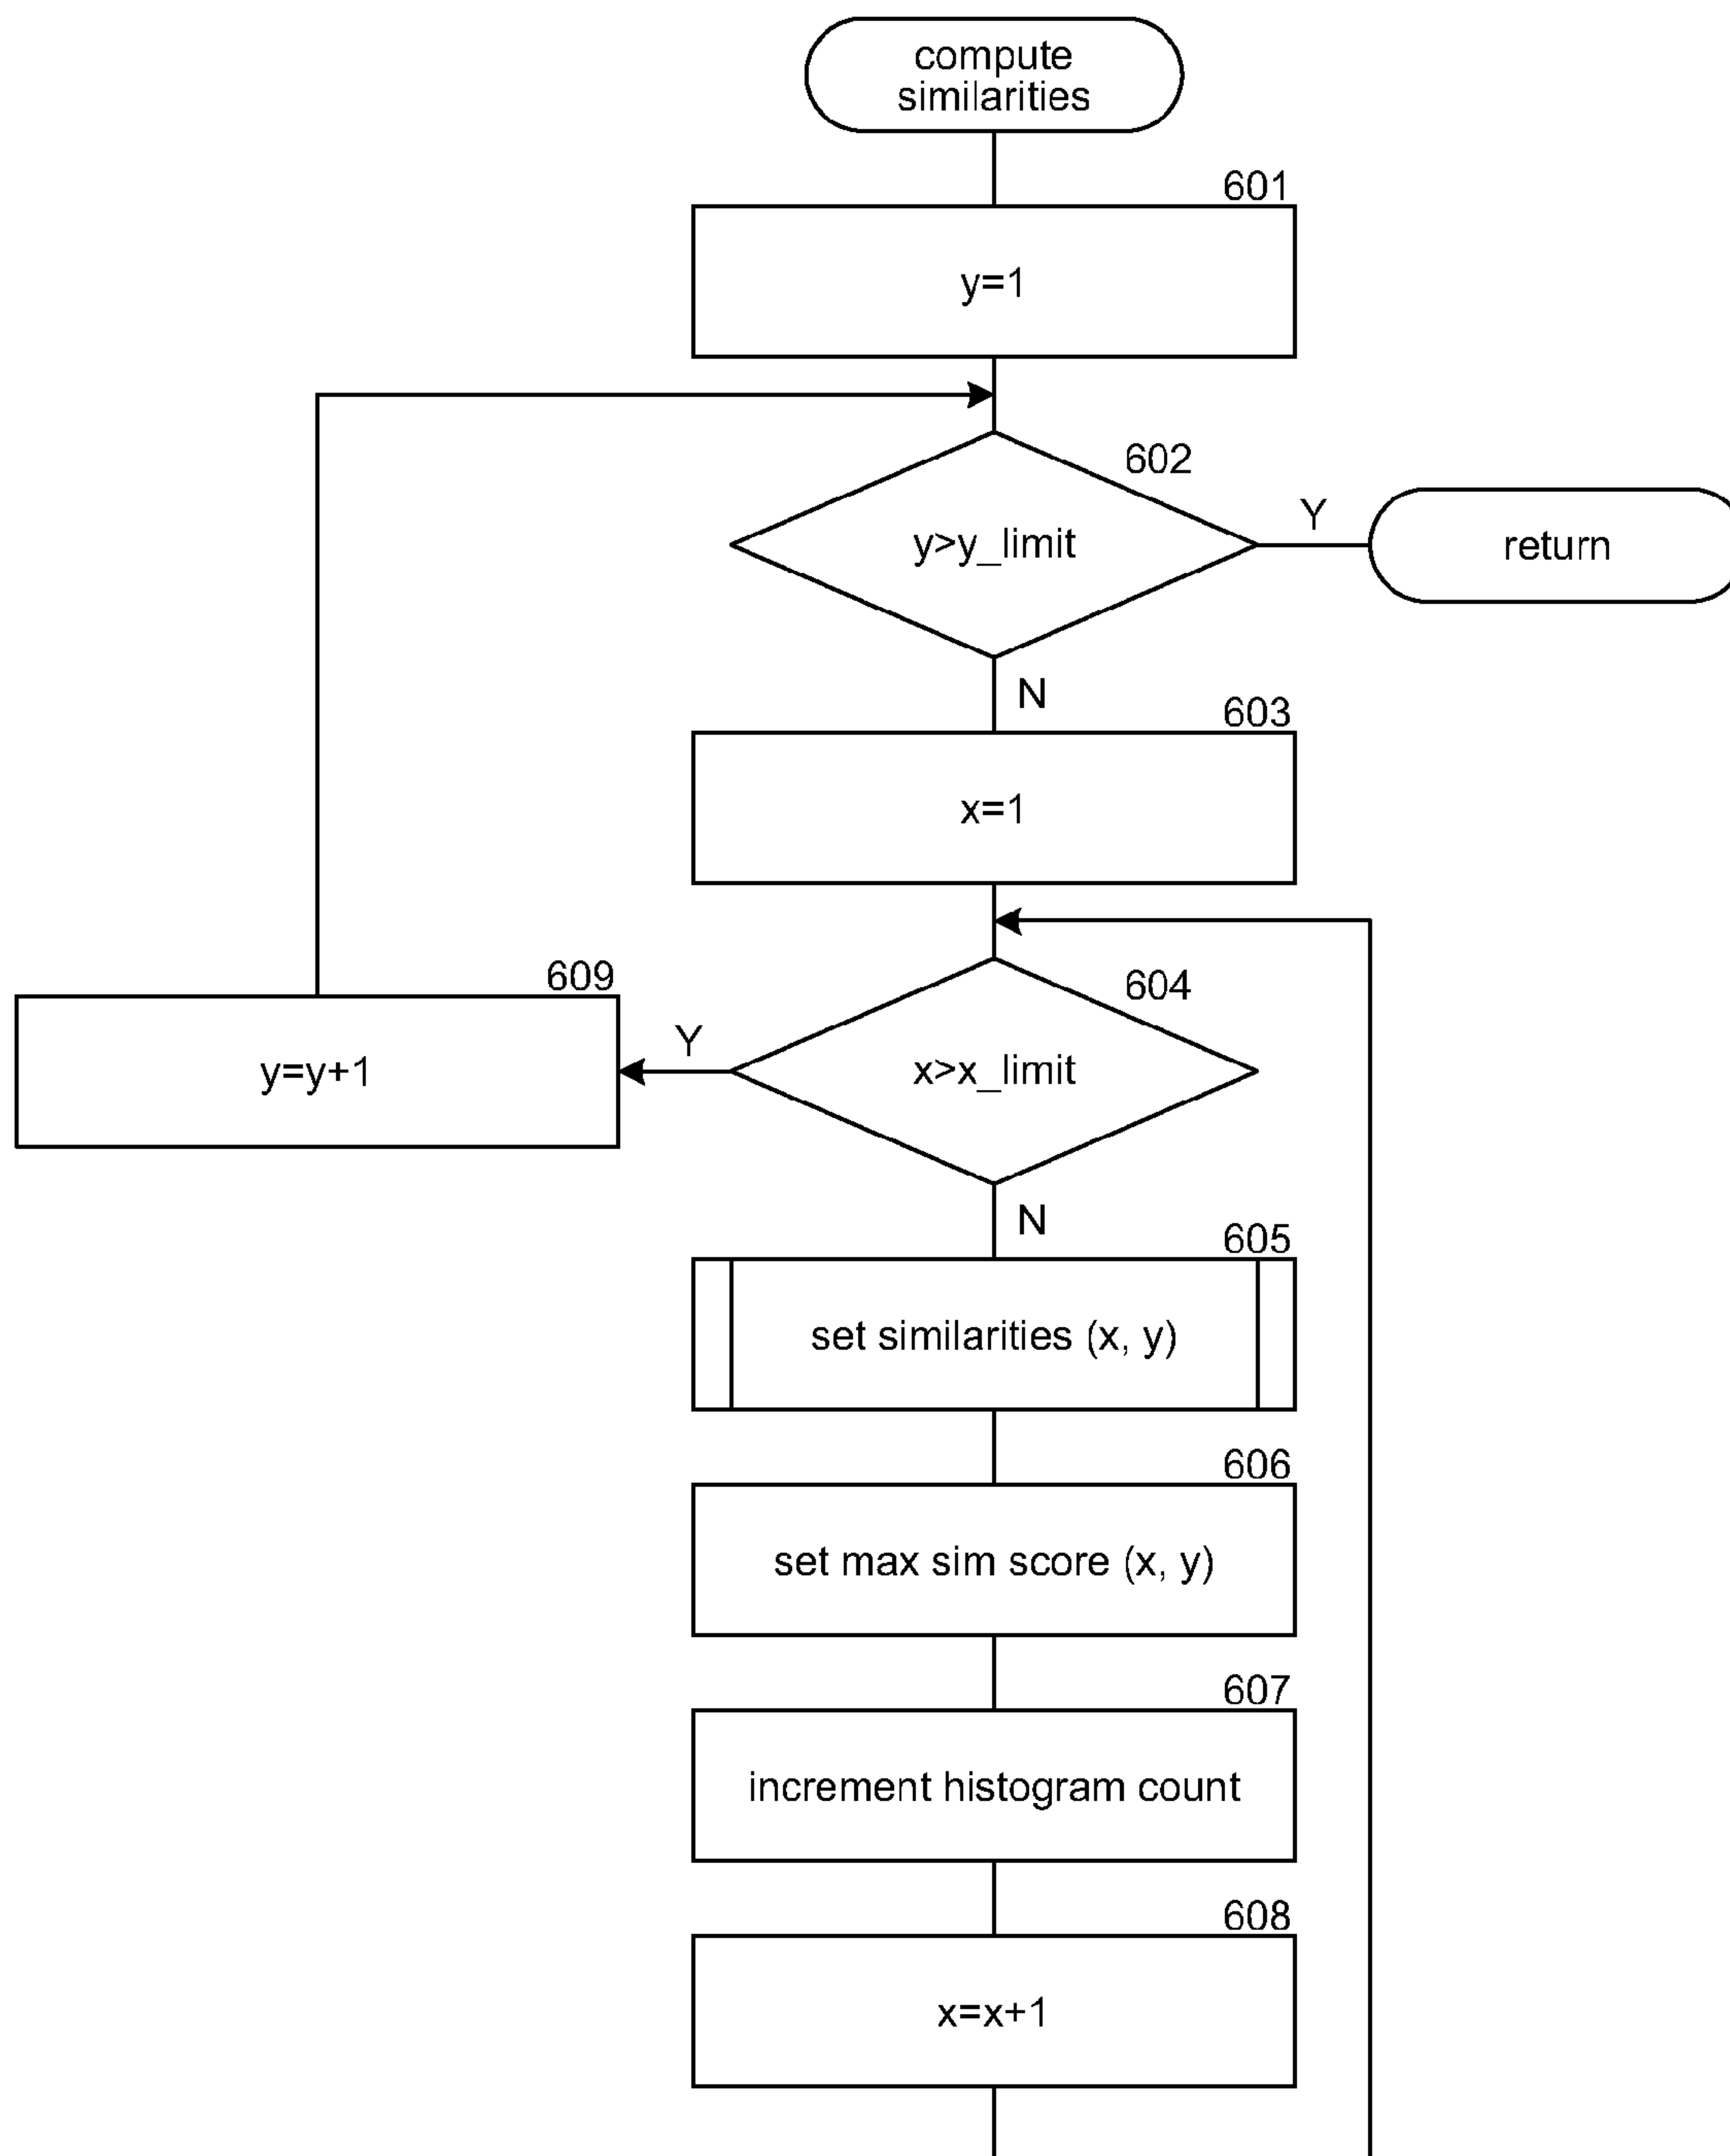 compute
similarities
601
y=1
602
y>y_limit
Y
return
N
603
x=1
609
y=y+1
Y
604
x>x_limit
N
605
set similarities (x, y)
606
set max sim score (x, y)
607
increment histogram count
608
x=x+1